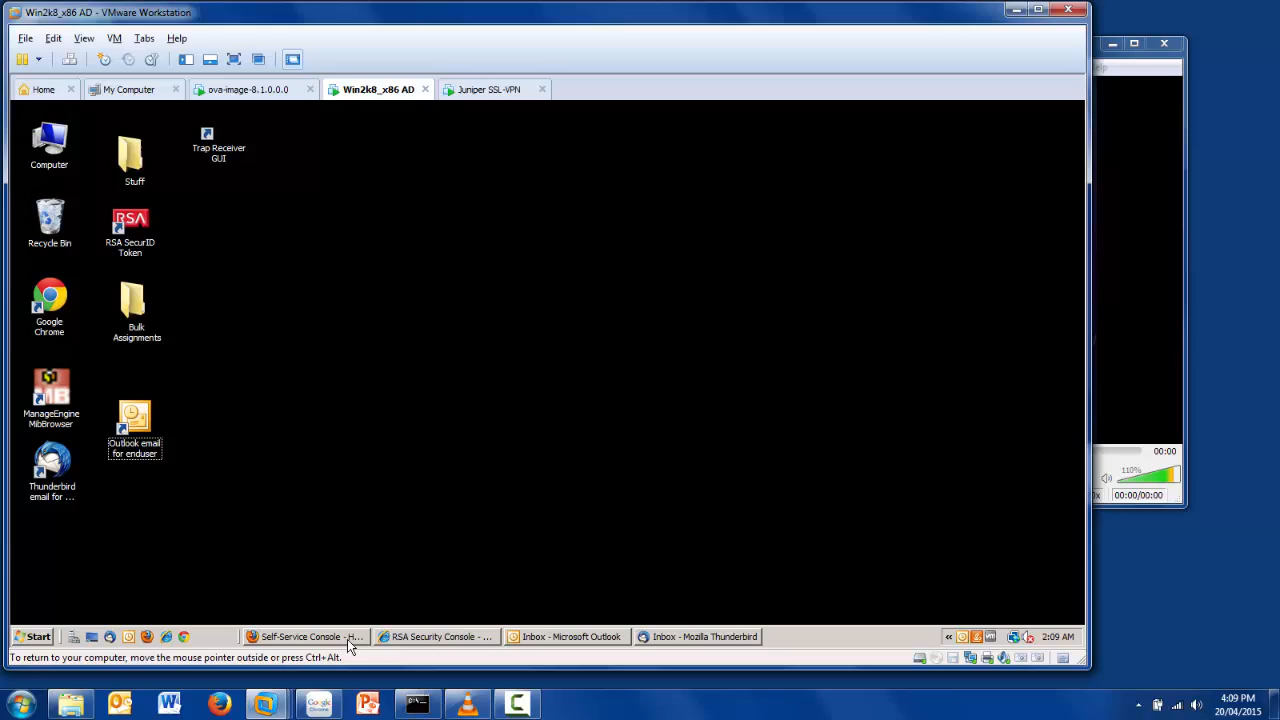 Win2k8_x86 AD - VMware Workstation
File Edit View VM Tabs Help
Home My Computer ova-image-8.1.0.0.0 Win2k8_x86 AD Juniper SSL-VPN
Computer
Stuff
Trap Receiver
GUI
Recycle Bin
RSA
RSA SecurID
Token
Google
Chrome
Bulk
Assignments
MB
ManageEngine
MibBrowser
Outlook email
for enduser
Thunderbird
email for ...
00:00
110%
00:00/00:00
Start Self-Service Console - H... RSA Security Console - ... Inbox - Microsoft Outlook Inbox - Mozilla Thunderbird « 2:09 AM
To return to your computer, move the mouse pointer outside or press Ctrl+Alt.
Google
4:09 PM
20/04/2015